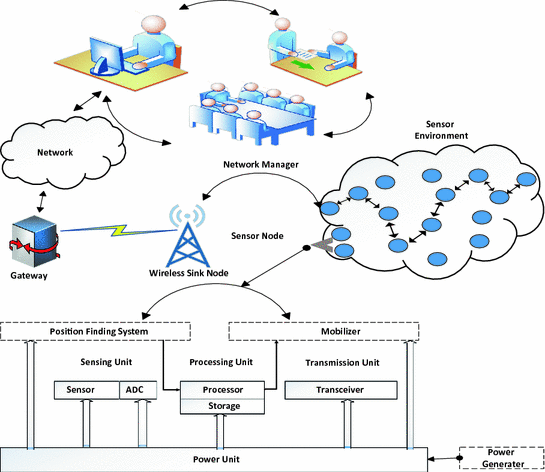 Sensor
Environment
Network
Network Manager
Sensor Node
Gateway
Wireless Sink Node
Position Finding System
Mobilizer
Sensing Unit
Processing Unit
Transmission Unit
Sensor
ADC
Processor
Transceiver
Storage
Power Unit
Power
Generater